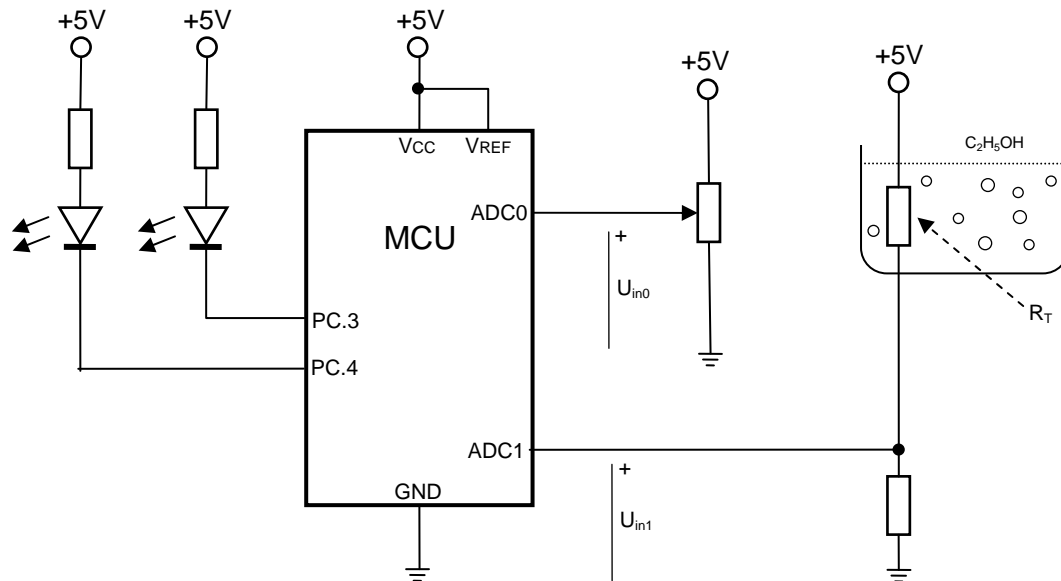 +5V
+5V
+5V
+5V
+5V
VCC
VREF
C₂H₅OH
ADC0
MCU
+
Uin0
RT
PC.3
PC.4
ADC1
+
GND
Uin1